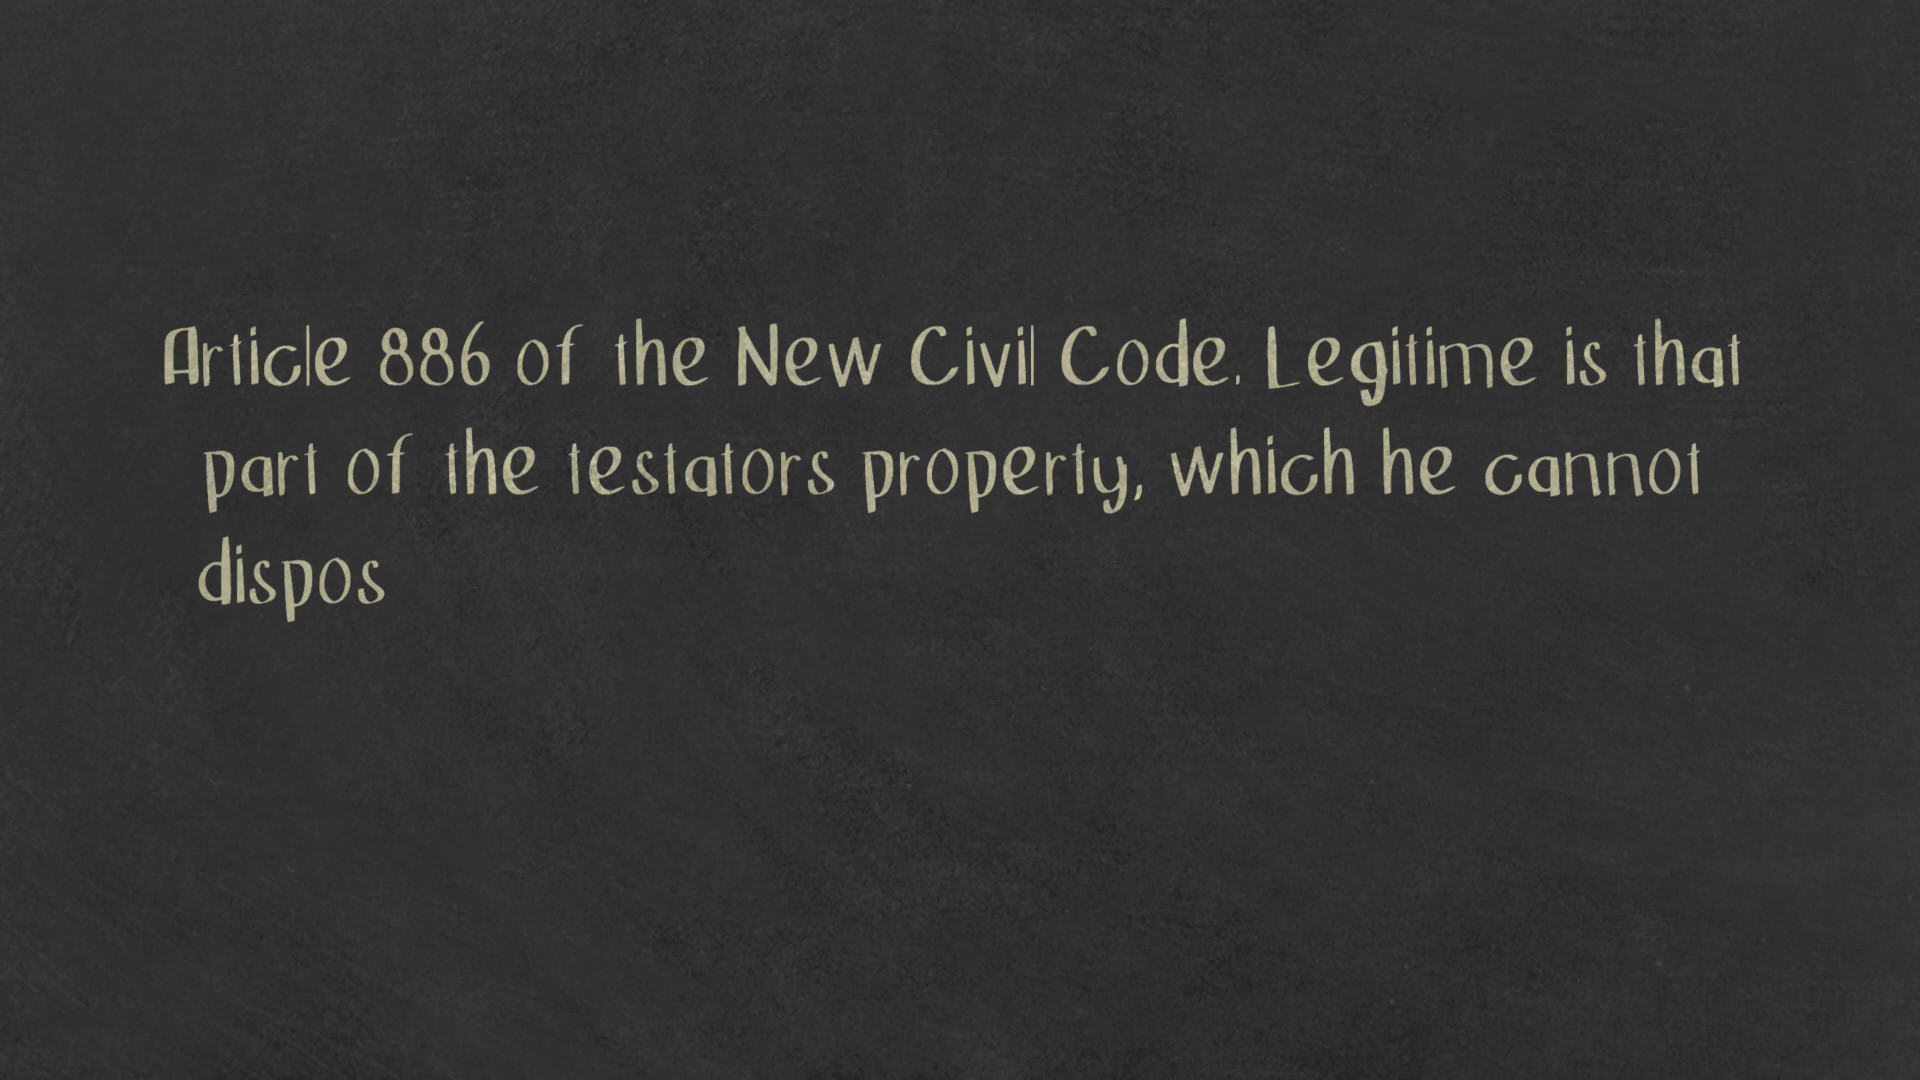 Article 886 of the New Civil Code. Legitime is that
part of the testators property, which he cannot
dispos